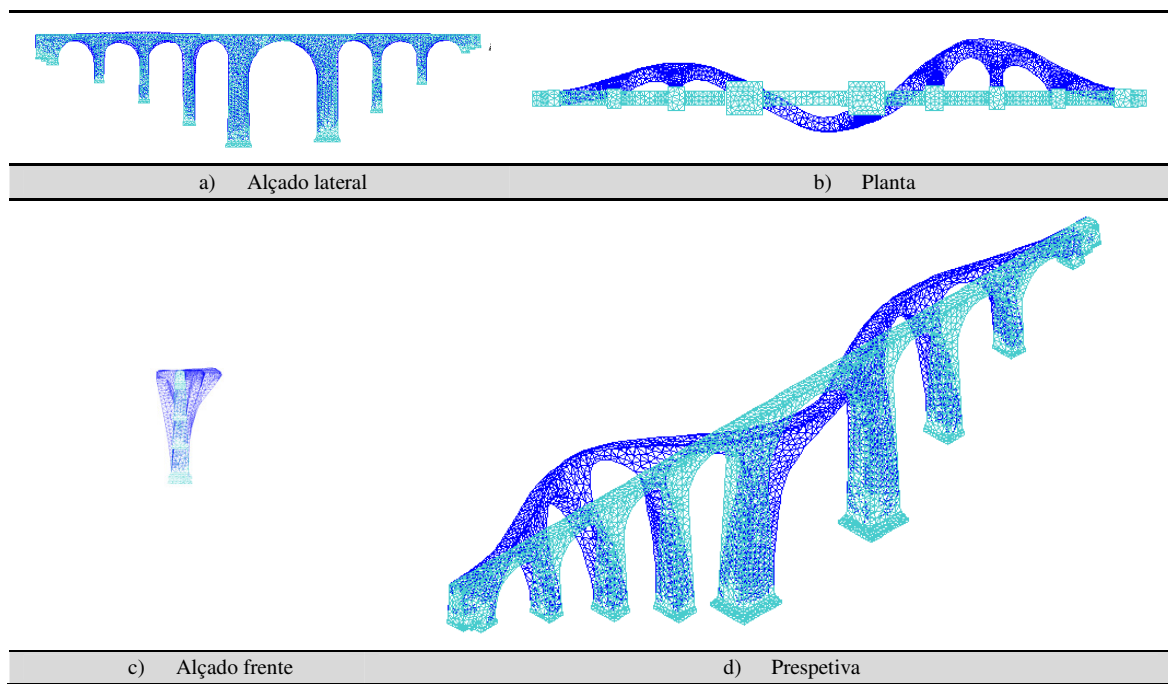 a) Alçado lateral
b) Planta
c) Alçado frente
d) Prespetiva